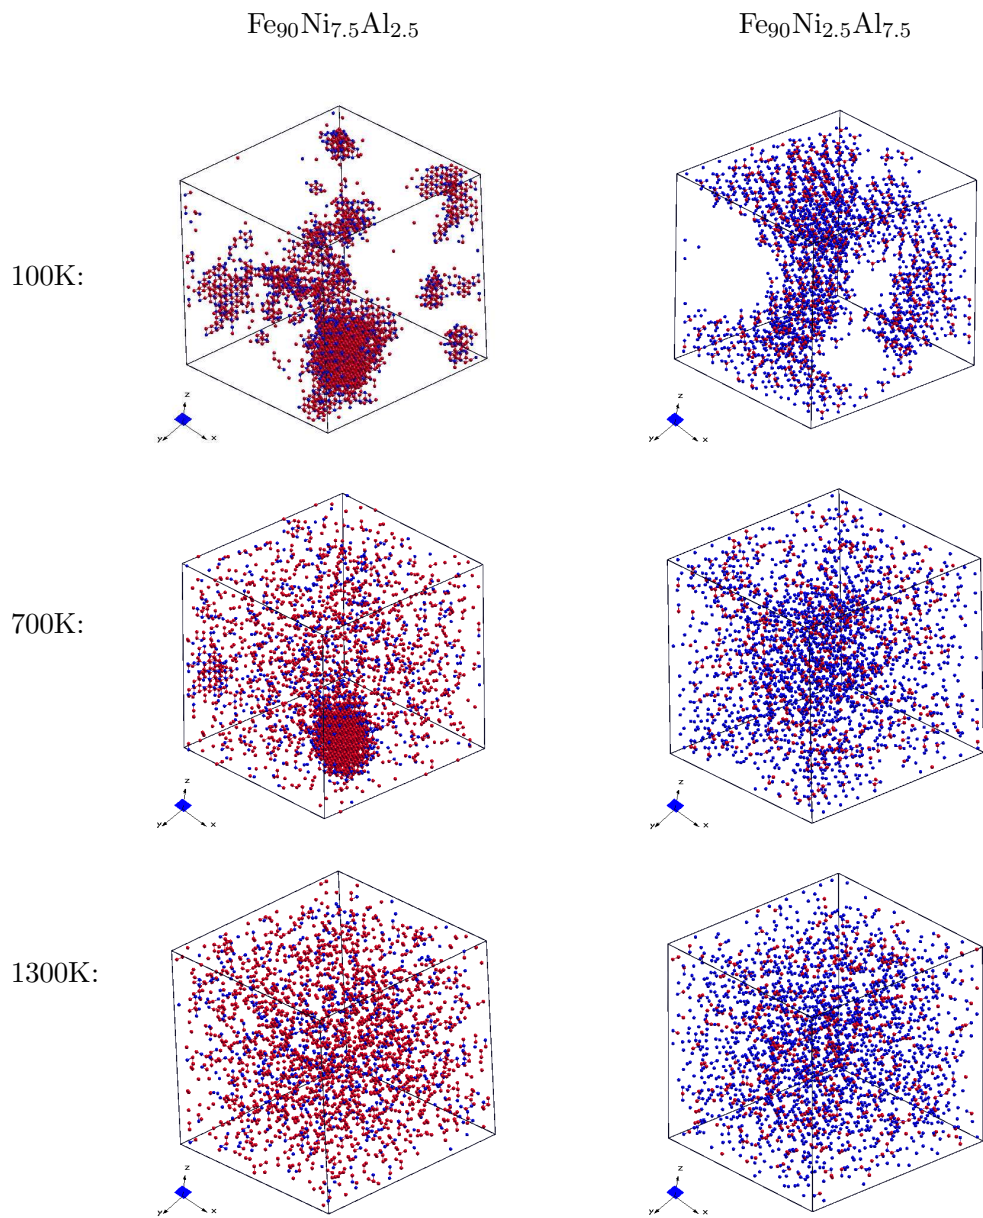 Fe₉₀Ni₇.₅Al₂.₅ Fe₉₀Ni₂.₅Al₇.₅
100K:
z
y x
z
y x
700K:
z
y x
z
y x
1300K:
z
y x
z
y x